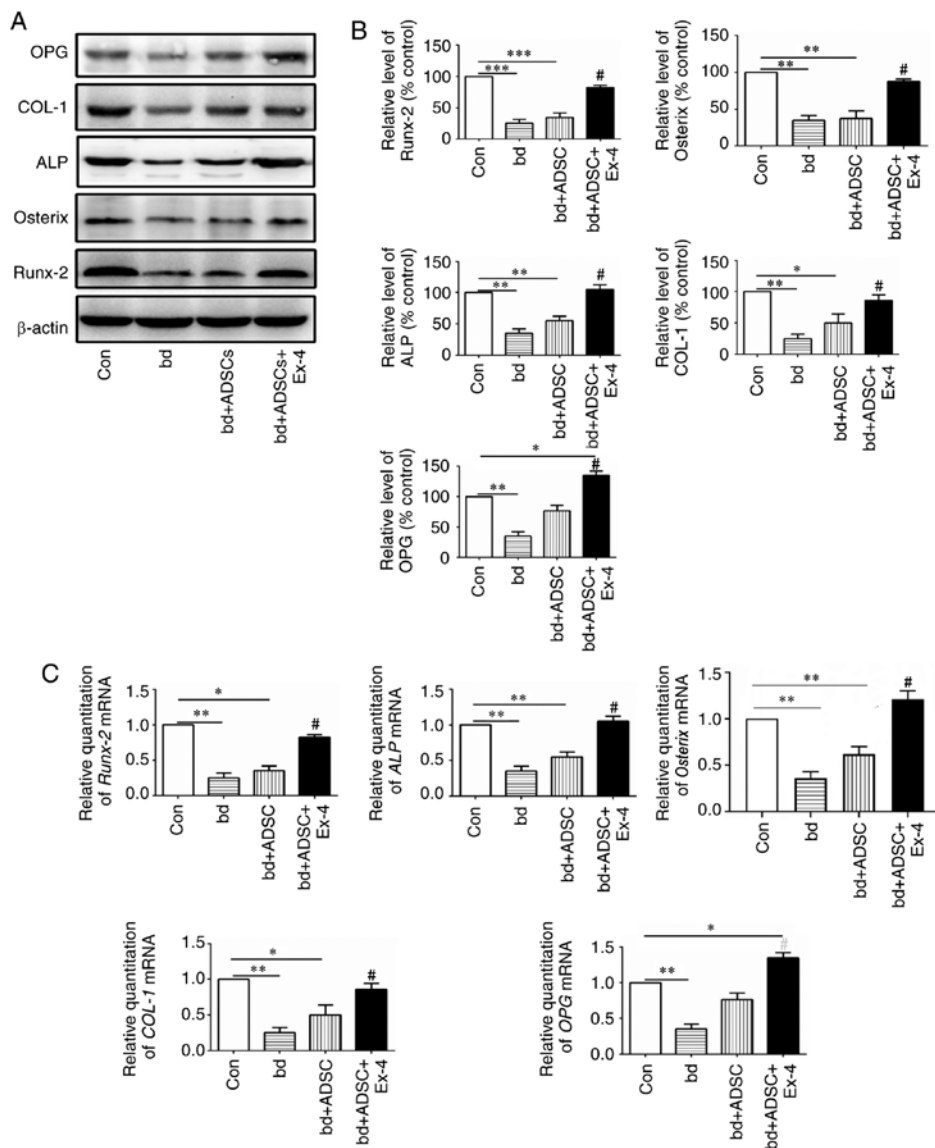 A
OPG
COL-1
ALP
Osterix
Runx-2
β-actin
Con
bd
bd+ADSCs
bd+ADSCs+
Ex-4
B
Relative level of
Runx-2 (% control)
150
100
50
0
***
***
#
Con
bd
bd+ADSC
bd+ADSC+
Ex-4
Relative level of
Osterix (% control)
150
100
50
0
**
**
#
Con
bd
bd+ADSC
bd+ADSC+
Ex-4
Relative level of
ALP (% control)
150
100
50
0
**
**
#
Con
bd
bd+ADSC
bd+ADSC+
Ex-4
Relative level of
COL-1 (% control)
150
100
50
0
*
**
#
Con
bd
bd+ADSC
bd+ADSC+
Ex-4
Relative level of
OPG (% control)
150
100
50
0
*
**
#
Con
bd
bd+ADSC
bd+ADSC+
Ex-4
C
Relative quantitation
of Runx-2 mRNA
1.5
1.0
0.5
0.0
*
**
#
Con
bd
bd+ADSC
bd+ADSC+
Ex-4
Relative quantitation
of ALP mRNA
1.5
1.0
0.5
0.0
**
**
#
Con
bd
bd+ADSC
bd+ADSC+
Ex-4
Relative quantitation
of Osterix mRNA
1.5
1.0
0.5
0.0
**
**
#
Con
bd
bd+ADSC
bd+ADSC+
Ex-4
Relative quantitation
of COL-1 mRNA
1.5
1.0
0.5
0.0
*
**
#
Con
bd
bd+ADSC
bd+ADSC+
Ex-4
Relative quantitation
of OPG mRNA
1.5
1.0
0.5
0.0
*
**
#
Con
bd
bd+ADSC
bd+ADSC+
Ex-4